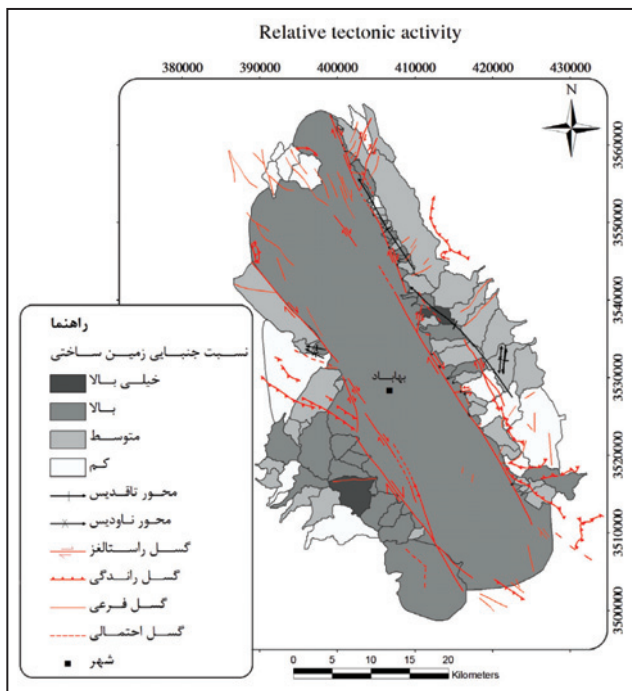 Relative tectonic activity
380000 390000 400000 410000 420000 430000
N
3560000
3550000
3540000
3530000
3520000
3510000
3500000
بهاباد
راهنما
نسبت جنبایی زمین ساختی
خیلی بالا
بالا
متوسط
کم
محور تاقدیس
محور ناودیس
گسل راستالغز
گسل راندگی
گسل فرعی
گسل احتمالی
شهر
0 5 10 15 20
Kilometers